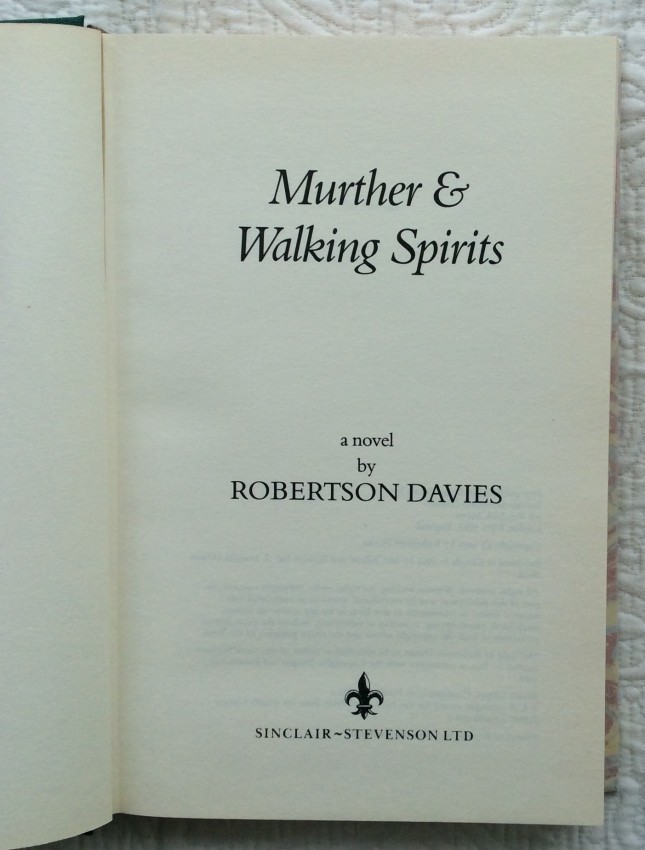 Murther &
Walking Spirits
a novel
by
ROBERTSON DAVIES
SINCLAIR~STEVENSON LTD